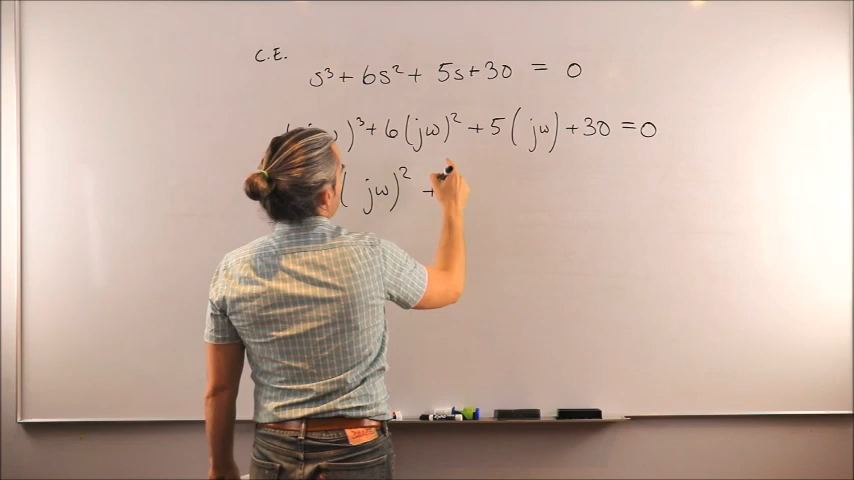 C.E.
s³ + 6s² + 5s + 30 = 0
)³ + 6 (jω)² + 5 (jω) + 30 = 0
( jω)² +